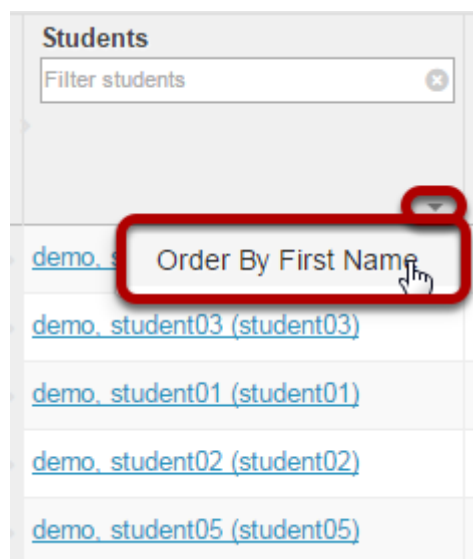 Students
Filter students
demo, s
Order By First Name
demo, student03 (student03)
demo, student01 (student01)
demo, student02 (student02)
demo, student05 (student05)